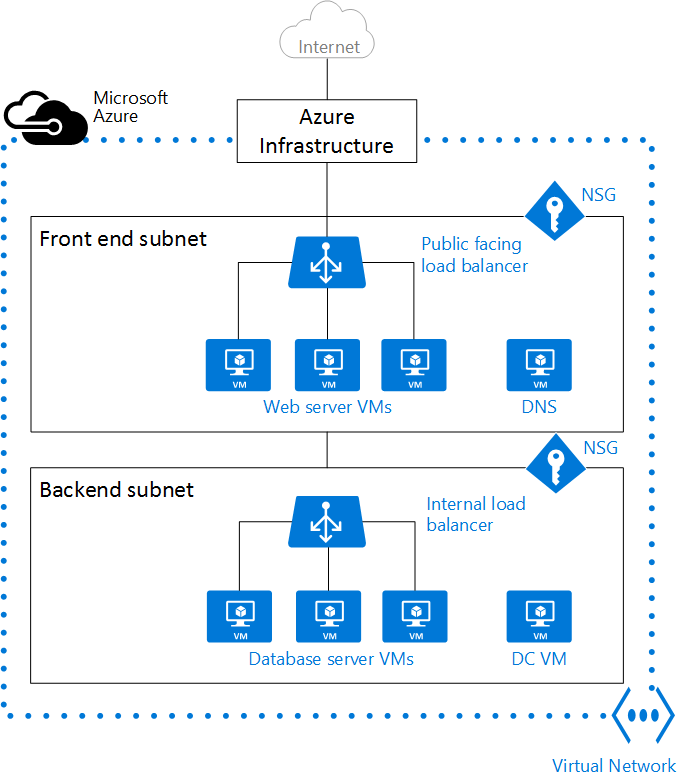 Internet
Microsoft
Azure
Azure
Infrastructure
NSG
Front end subnet
Public facing
load balancer
VM
VM
VM
VM
Web server VMs
DNS
NSG
Backend subnet
Internal load
balancer
VM
VM
VM
VM
Database server VMs
DC VM
Virtual Network